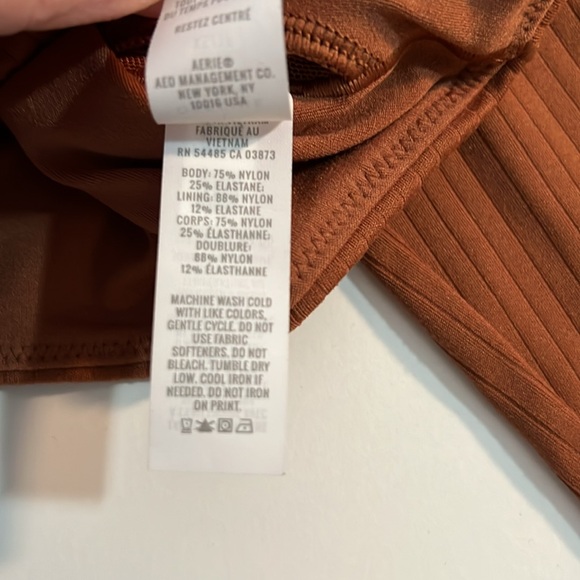 DU TEMPS
RESTEZ CENTRÉ
AERIE®
AED MANAGEMENT CO.
NEW YORK, NY
10016 USA
FABRIQUÉ AU
VIETNAM
RN 54485 CA 03873
BODY: 75% NYLON
25% ELASTANE;
LINING: 88% NYLON
12% ELASTANE
CORPS: 75% NYLON
25% ÉLASTHANNE;
DOUBLURE:
88% NYLON
12% ÉLASTHANNE
MACHINE WASH COLD
WITH LIKE COLORS,
GENTLE CYCLE. DO NOT
USE FABRIC
SOFTENERS. DO NOT
BLEACH. TUMBLE DRY
LOW. COOL IRON IF
NEEDED. DO NOT IRON
ON PRINT.